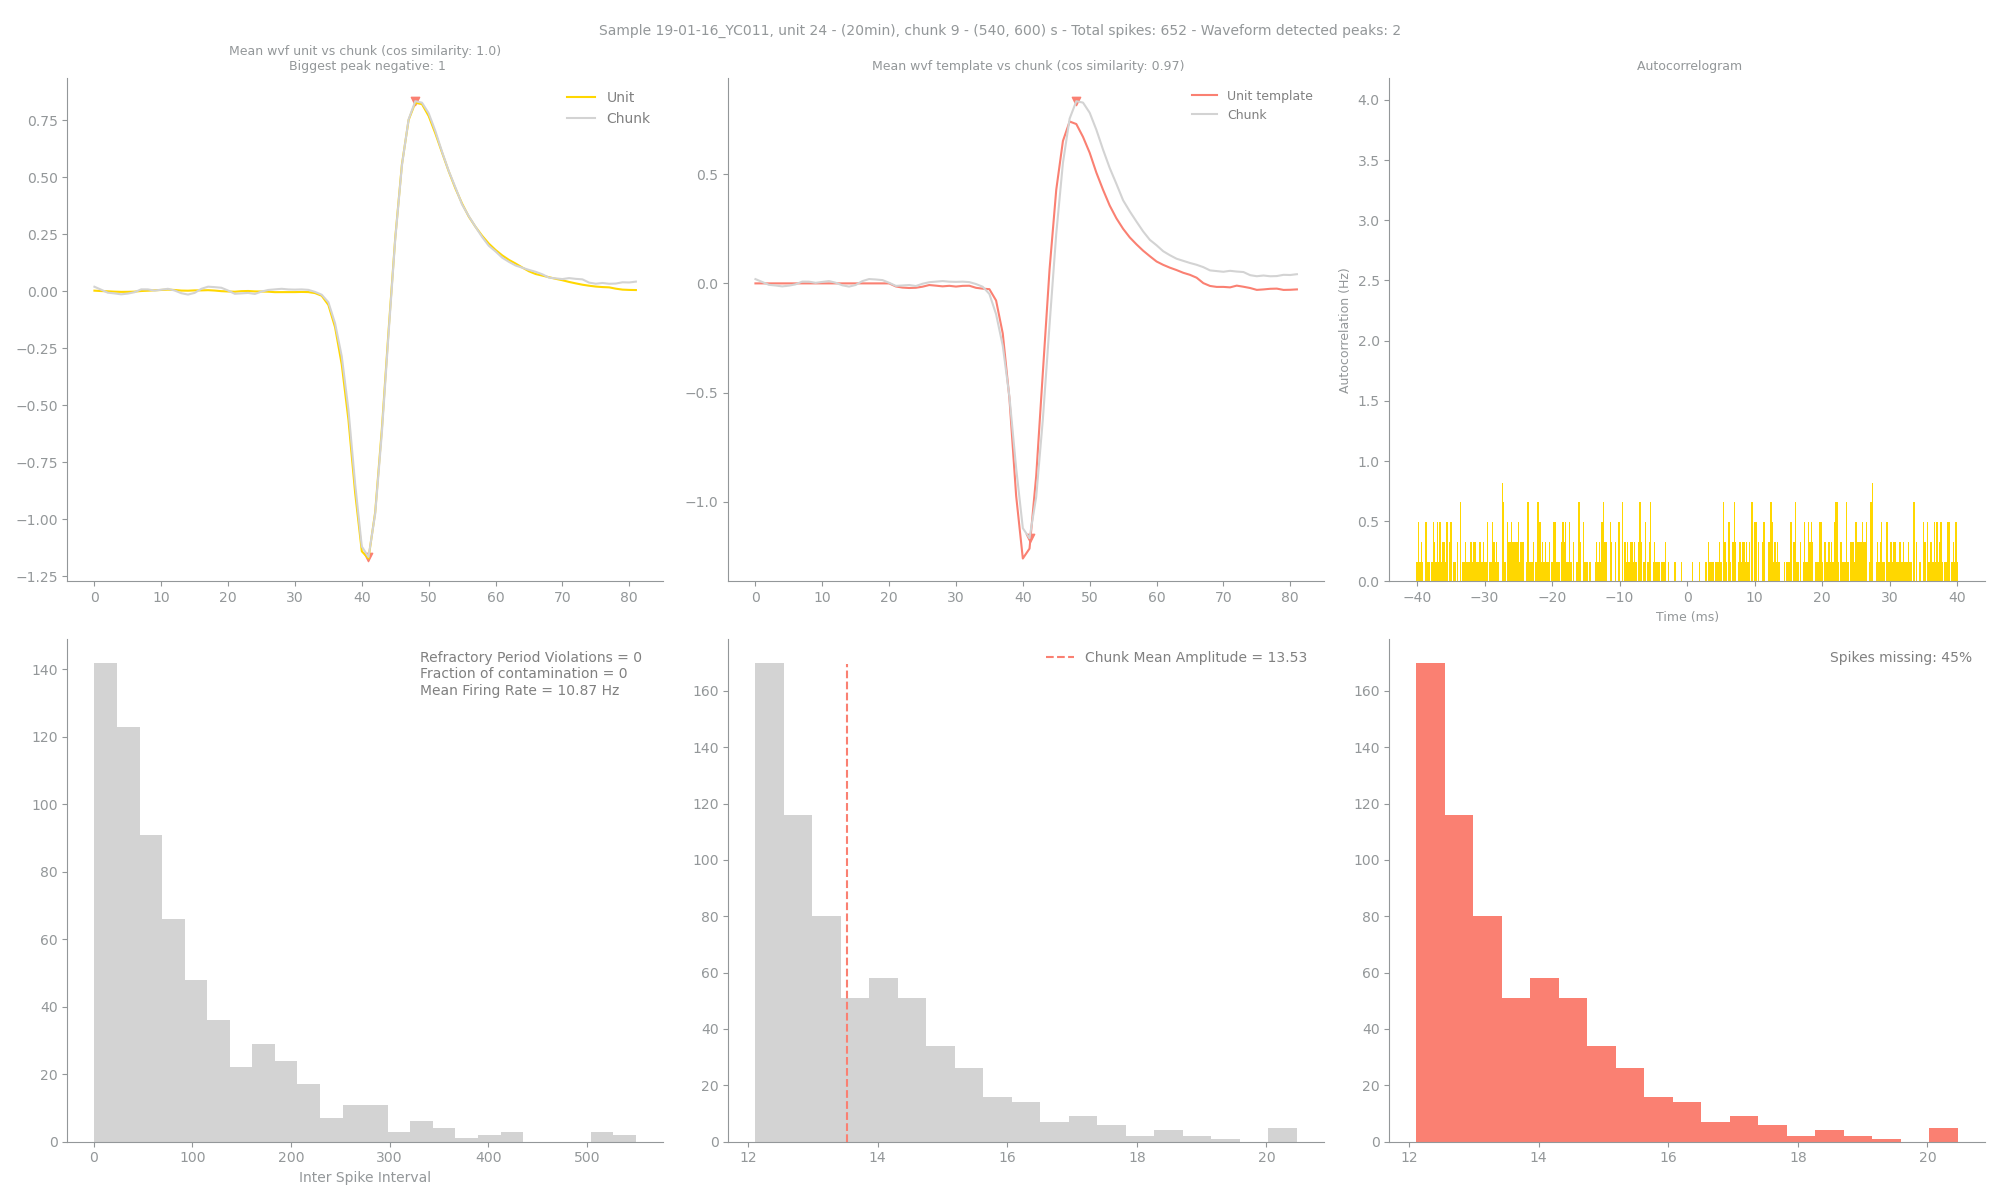 Sample 19-01-16_YC011, unit 24 - (20min), chunk 9 - (540, 600) s - Total spikes: 652 - Waveform detected peaks: 2
Mean wvf unit vs chunk (cos similarity: 1.0)
Biggest peak negative: 1
Unit
Chunk
0.75
0.50
0.25
0.00
−0.25
−0.50
−0.75
−1.00
−1.25
0 10 20 30 40 50 60 70 80
Mean wvf template vs chunk (cos similarity: 0.97)
Unit template
Chunk
0.5
0.0
−0.5
−1.0
0 10 20 30 40 50 60 70 80
Autocorrelogram
Autocorrelation (Hz)
4.0
3.5
3.0
2.5
2.0
1.5
1.0
0.5
0.0
−40 −30 −20 −10 0 10 20 30 40
Time (ms)
Refractory Period Violations = 0
Fraction of contamination = 0
Mean Firing Rate = 10.87 Hz
140
120
100
80
60
40
20
0
0 100 200 300 400 500
Inter Spike Interval
Chunk Mean Amplitude = 13.53
160
140
120
100
80
60
40
20
0
12 14 16 18 20
Spikes missing: 45%
160
140
120
100
80
60
40
20
0
12 14 16 18 20